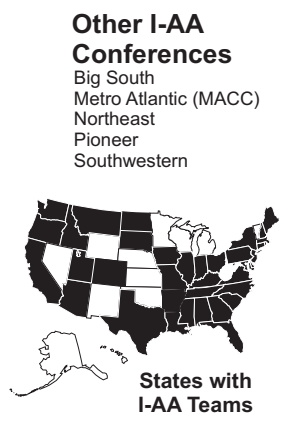 Other I-AA
Conferences
Big South
Metro Atlantic (MACC)
Northeast
Pioneer
Southwestern
States with
I-AA Teams